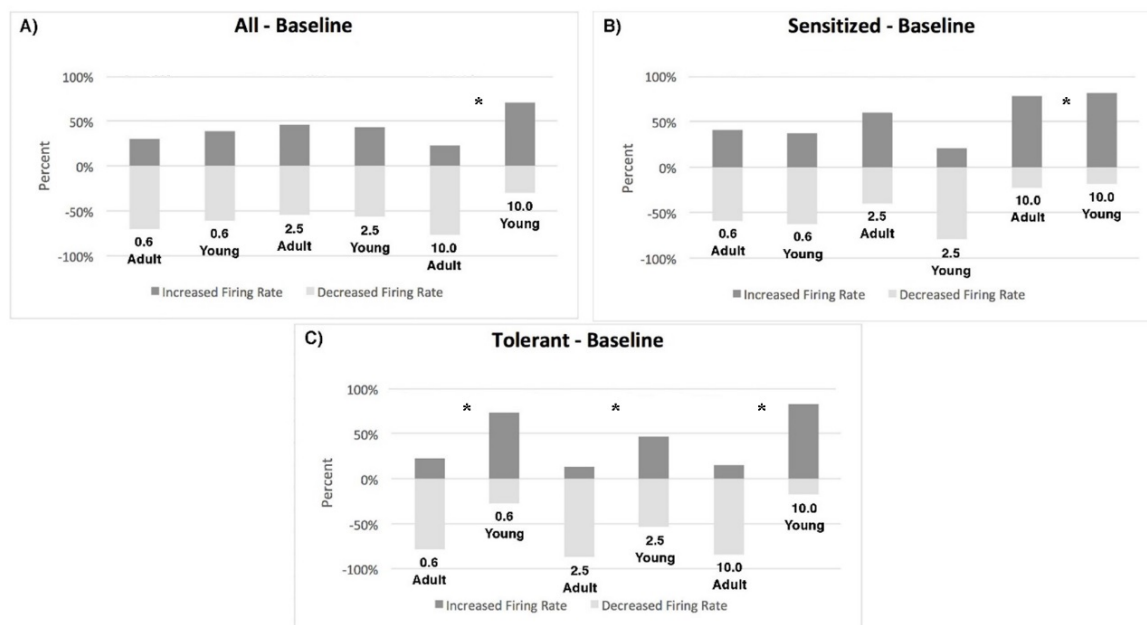 A)
All - Baseline
Percent
100%
50%
0%
-50%
-100%
*
0.6
Adult
0.6
Young
2.5
Adult
2.5
Young
10.0
Adult
10.0
Young
Increased Firing Rate
Decreased Firing Rate
B)
Sensitized - Baseline
Percent
100%
50%
0%
-50%
-100%
*
0.6
Adult
0.6
Young
2.5
Adult
2.5
Young
10.0
Adult
10.0
Young
Increased Firing Rate
Decreased Firing Rate
C)
Tolerant - Baseline
Percent
100%
50%
0%
-50%
-100%
*
*
*
0.6
Adult
0.6
Young
2.5
Adult
2.5
Young
10.0
Adult
10.0
Young
Increased Firing Rate
Decreased Firing Rate